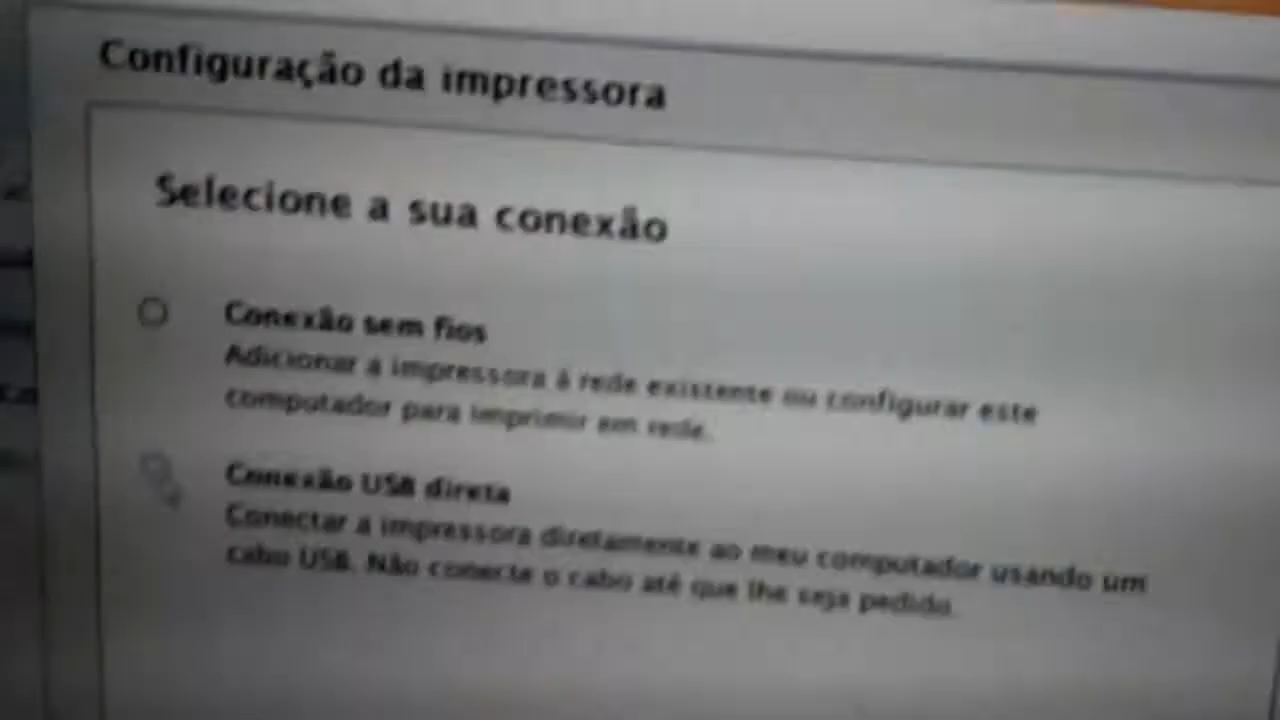 Configuração da impressora
Selecione a sua conexão
Conexão sem fios
Adicionar a impressora à rede existente ou configurar este
computador para imprimir em rede.
Conexão USB direta
Conectar a impressora diretamente ao meu computador usando um
cabo USB. Não conecte o cabo até que lhe seja pedido.